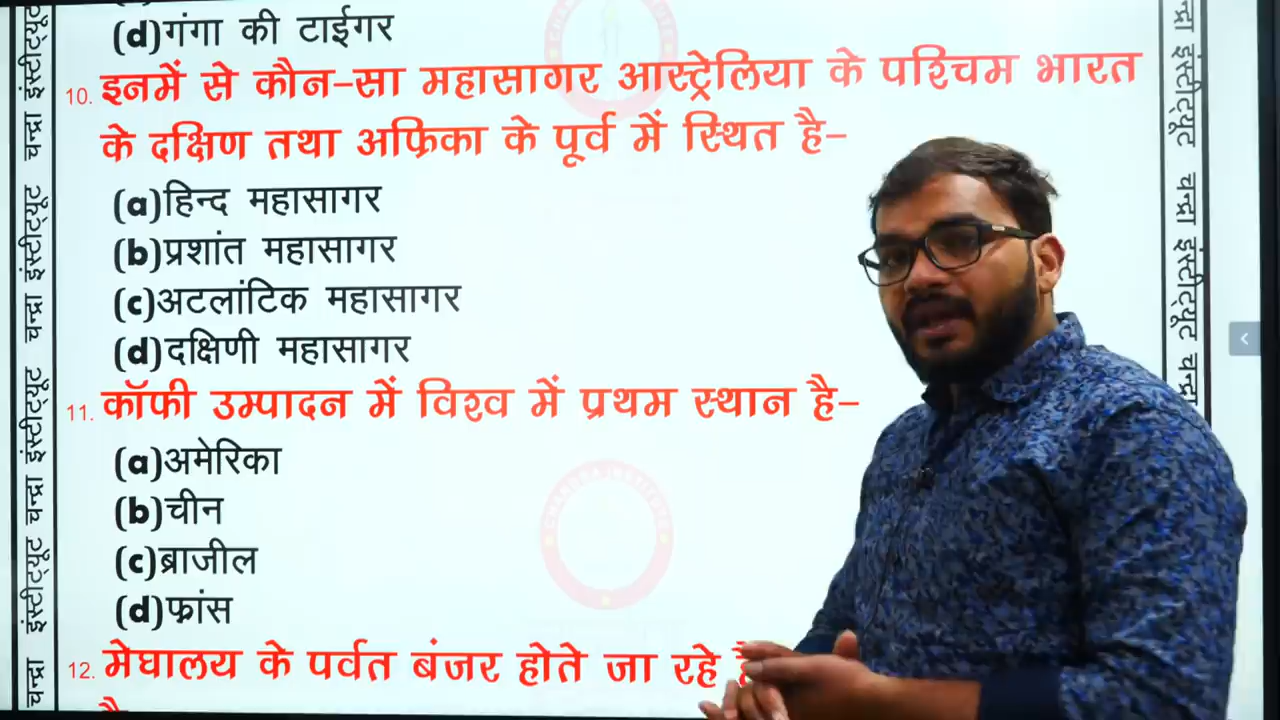 (d)गंगा की टाईगर
10. इनमें से कौन-सा महासागर आस्ट्रेलिया के पश्चिम भारत
के दक्षिण तथा अफ्रिका के पूर्व में स्थित है-
(a)हिन्द महासागर
(b)प्रशांत महासागर
(c)अटलांटिक महासागर
(d)दक्षिणी महासागर
11. कॉफी उम्पादन में विश्व में प्रथम स्थान है-
(a)अमेरिका
(b)चीन
(c)ब्राजील
(d)फ्रांस
12. मेघालय के पर्वत बंजर होते जा रहे
चन्द्रा इंस्टीट्यूट चन्द्रा इंस्टीट्यूट चन्द्रा इंस्टीट्यूट चन्द्रा इंस्टीट्यूट
चन्द्रा इंस्टीट्यूट चन्द्रा इंस्टीट्यूट चन्द्रा